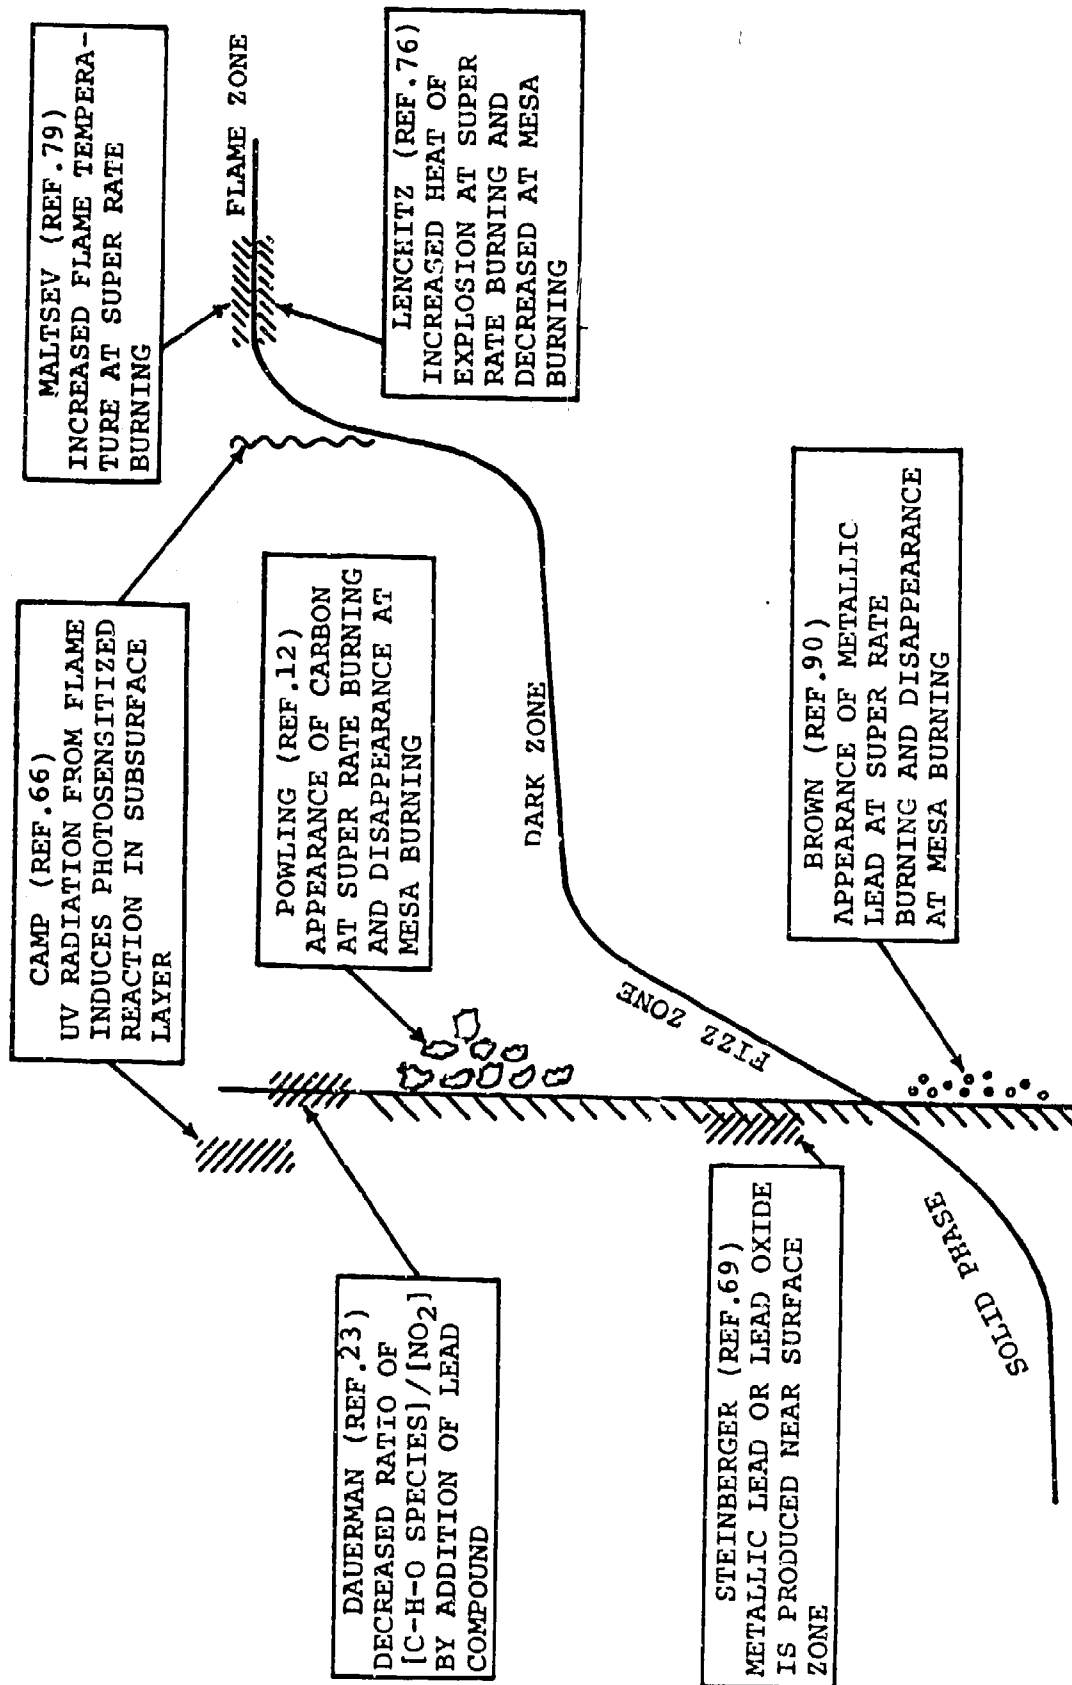 CAMP (REF.66)
UV RADIATION FROM FLAME
INDUCES PHOTOSENSITIZED
REACTION IN SUBSURFACE
LAYER
MALTSEV (REF.79)
INCREASED FLAME TEMPERA-
TURE AT SUPER RATE
BURNING
FLAME ZONE
DAUERMAN (REF.23)
DECREASED RATIO OF
[C-H-O SPECIES]/[NO2]
BY ADDITION OF LEAD
COMPOUND
POWLING (REF.12)
APPEARANCE OF CARBON
AT SUPER RATE BURNING
AND DISAPPEARANCE AT
MESA BURNING
LENCHITZ (REF.76)
INCREASED HEAT OF
EXPLOSION AT SUPER
RATE BURNING AND
DECREASED AT MESA
BURNING
DARK ZONE
FIZZ ZONE
STEINBERGER (REF.69)
METALLIC LEAD OR LEAD OXIDE
IS PRODUCED NEAR SURFACE
ZONE
BROWN (REF.90)
APPEARANCE OF METALLIC
LEAD AT SUPER RATE
BURNING AND DISAPPEARANCE
AT MESA BURNING
SOLID PHASE